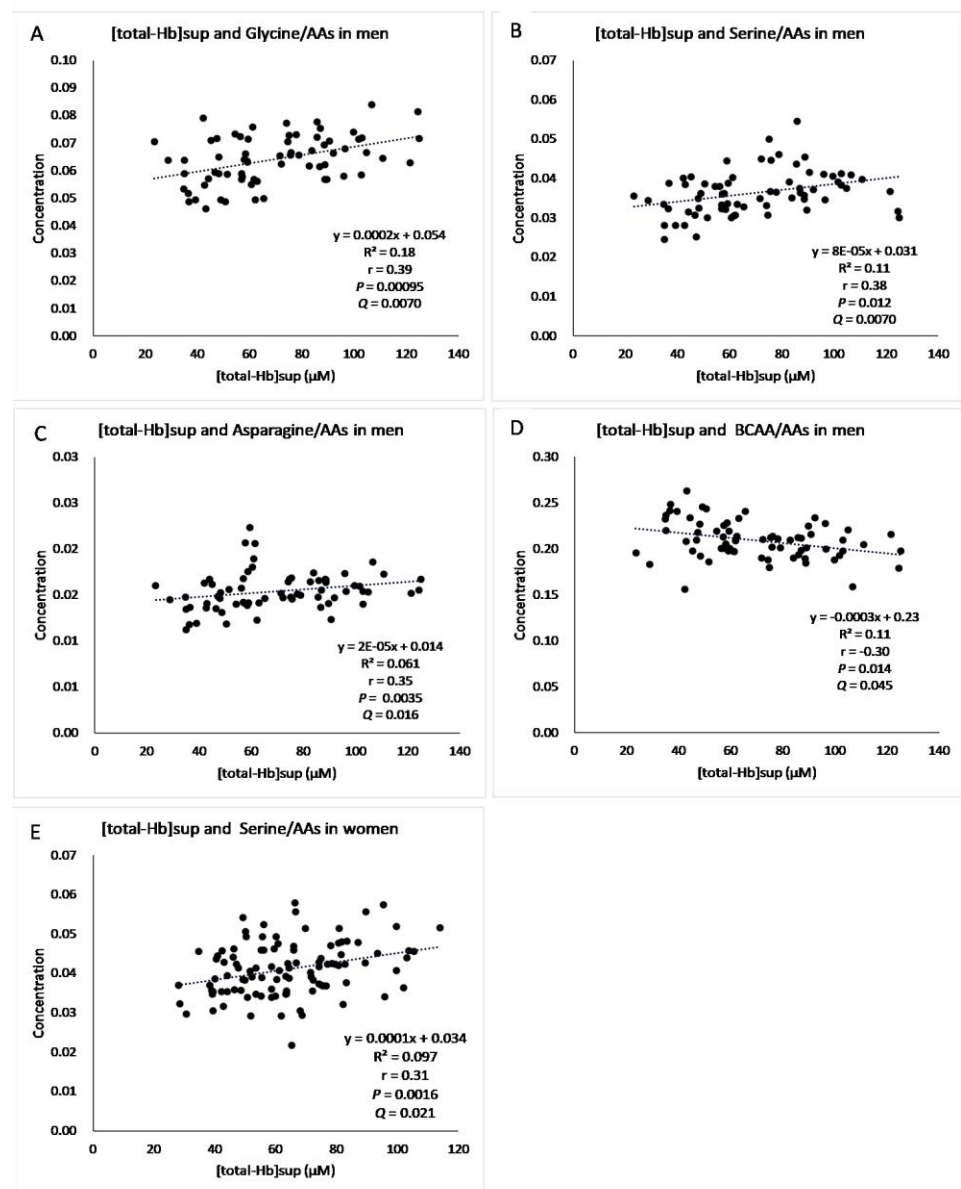 A
[total-Hb]sup and Glycine/AAs in men
0.10
0.09
0.08
0.07
0.06
0.05
0.04
0.03
0.02
0.01
0.00
Concentration
y = 0.0002x + 0.054
R² = 0.18
r = 0.39
P = 0.00095
Q = 0.0070
0 20 40 60 80 100 120 140
[total-Hb]sup (µM)
B
[total-Hb]sup and Serine/AAs in men
0.07
0.06
0.05
0.04
0.03
0.02
0.01
0.00
Concentration
y = 8E-05x + 0.031
R² = 0.11
r = 0.38
P = 0.012
Q = 0.0070
0 20 40 60 80 100 120 140
[total-Hb]sup (µM)
C
[total-Hb]sup and Asparagine/AAs in men
0.03
0.03
0.02
0.02
0.01
0.01
0.00
Concentration
y = 2E-05x + 0.014
R² = 0.061
r = 0.35
P = 0.0035
Q = 0.016
0 20 40 60 80 100 120 140
[total-Hb]sup (µM)
D
[total-Hb]sup and BCAA/AAs in men
0.30
0.25
0.20
0.15
0.10
0.05
0.00
Concentration
y = -0.0003x + 0.23
R² = 0.11
r = -0.30
P = 0.014
Q = 0.045
0 20 40 60 80 100 120 140
[total-Hb]sup (µM)
E
[total-Hb]sup and Serine/AAs in women
0.07
0.06
0.05
0.04
0.03
0.02
0.01
0.00
Concentration
y = 0.0001x + 0.034
R² = 0.097
r = 0.31
P = 0.0016
Q = 0.021
0 20 40 60 80 100 120
[total-Hb]sup (µM)